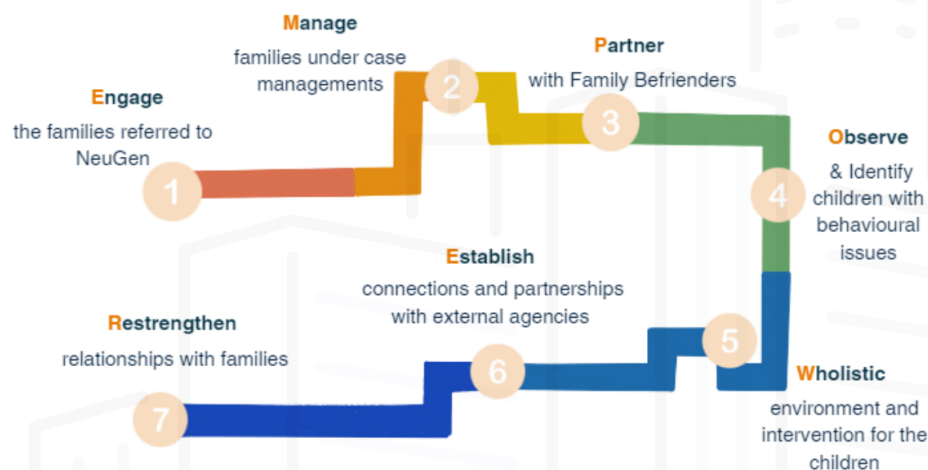 Engage
the families referred to
NeuGen
1
Manage
families under case
managements
2
Partner
with Family Befrienders
3
Observe
& Identify
children with
behavioural
issues
4
Wholistic
environment and
intervention for the
children
5
Establish
connections and partnerships
with external agencies
6
Restrengthen
relationships with families
7